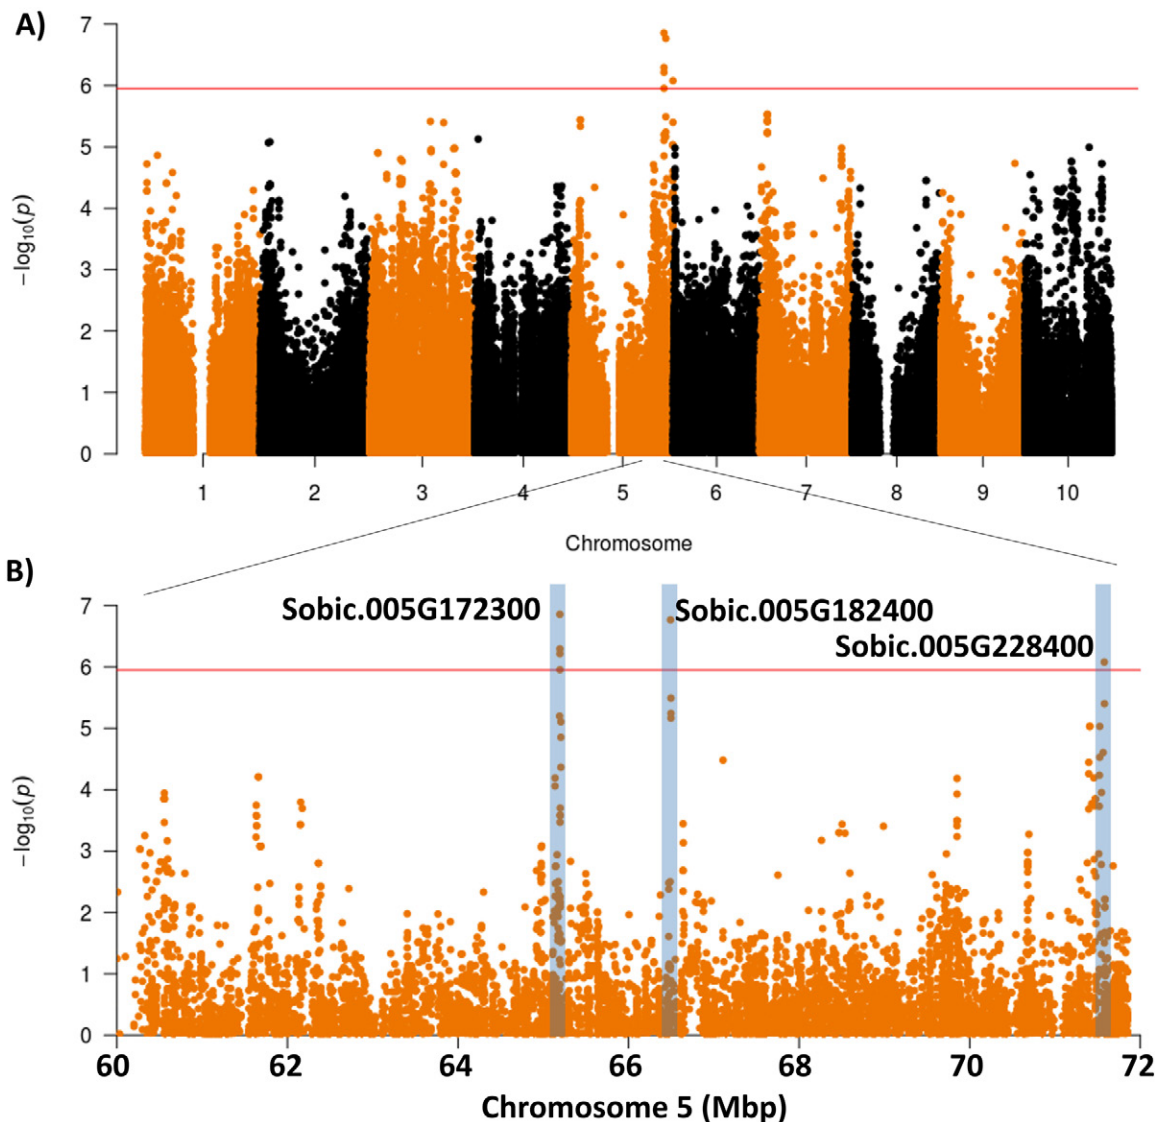 A)
7
6
5
4
3
2
1
0
−log₁₀(p)
1 2 3 4 5 6 7 8 9 10
Chromosome
B)
7
6
5
4
3
2
1
0
−log₁₀(p)
Sobic.005G172300
Sobic.005G182400
Sobic.005G228400
60 62 64 66 68 70 72
Chromosome 5 (Mbp)